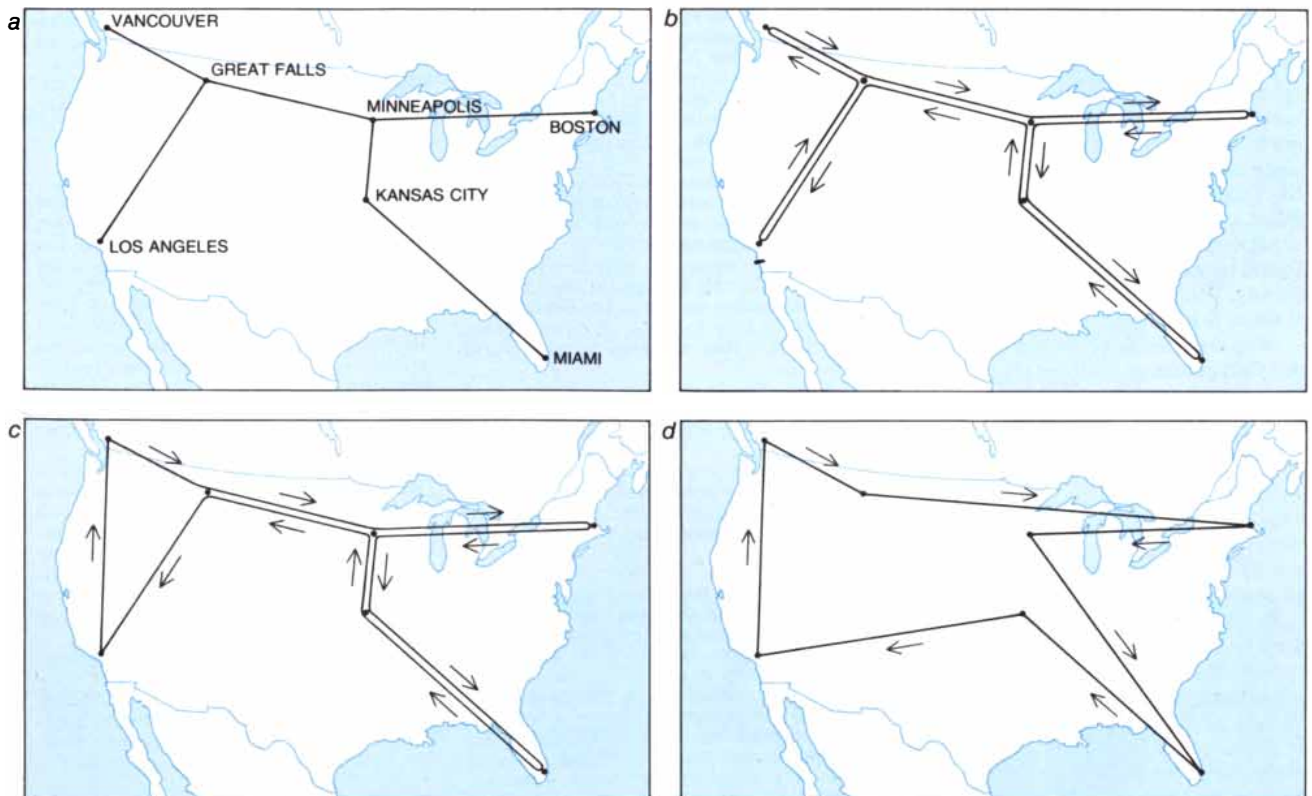 a
VANCOUVER
GREAT FALLS
MINNEAPOLIS
BOSTON
KANSAS CITY
LOS ANGELES
MIAMI
b
c
d